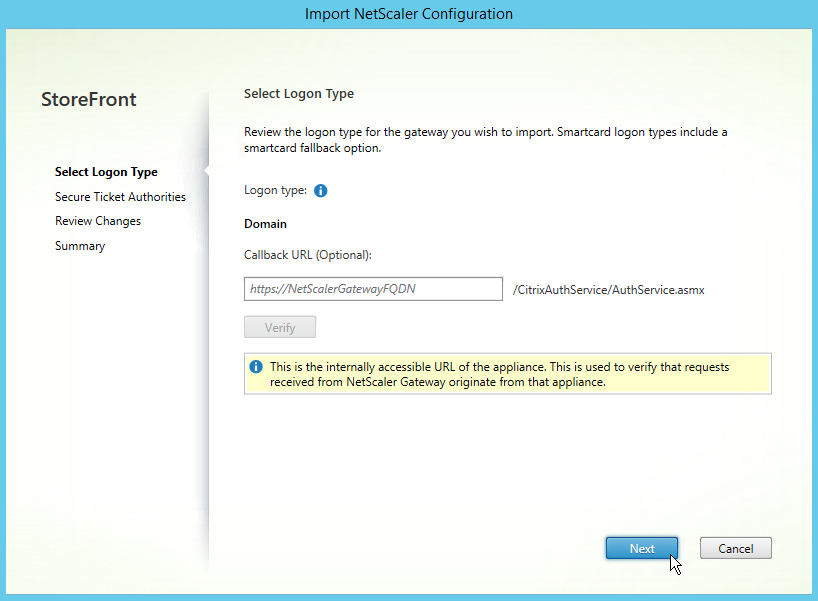 Import NetScaler Configuration
StoreFront
Select Logon Type
Secure Ticket Authorities
Review Changes
Summary
Select Logon Type
Review the logon type for the gateway you wish to import. Smartcard logon types include a
smartcard fallback option.
Logon type:
Domain
Callback URL (Optional):
https://NetScalerGatewayFQDN /CitrixAuthService/AuthService.asmx
Verify
This is the internally accessible URL of the appliance. This is used to verify that requests
received from NetScaler Gateway originate from that appliance.
Next Cancel